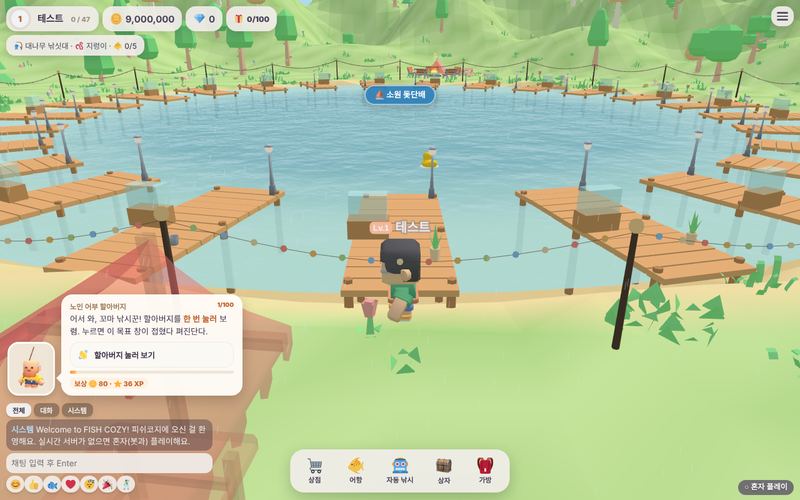 1 테스트 0 / 47 9,000,000 0 0/100
대나무 낚싯대 · 지렁이 · 0/5
소원 돛단배
Lv.1 테스트
노인 어부 할아버지 1/100
어서 와, 꼬마 낚시꾼! 할아버지를 한 번 눌러 보
렴. 누르면 이 목표 창이 접혔다 펴진단다.
할아버지 눌러 보기
보상 80 · 36 XP
전체 대화 시스템
시스템 Welcome to FISH COZY! 피쉬코지에 오신 걸 환
영해요. 실시간 서버가 없으면 혼자(봇과) 플레이해요.
채팅 입력 후 Enter
상점 어항 자동 낚시 상자 가방
혼자 플레이